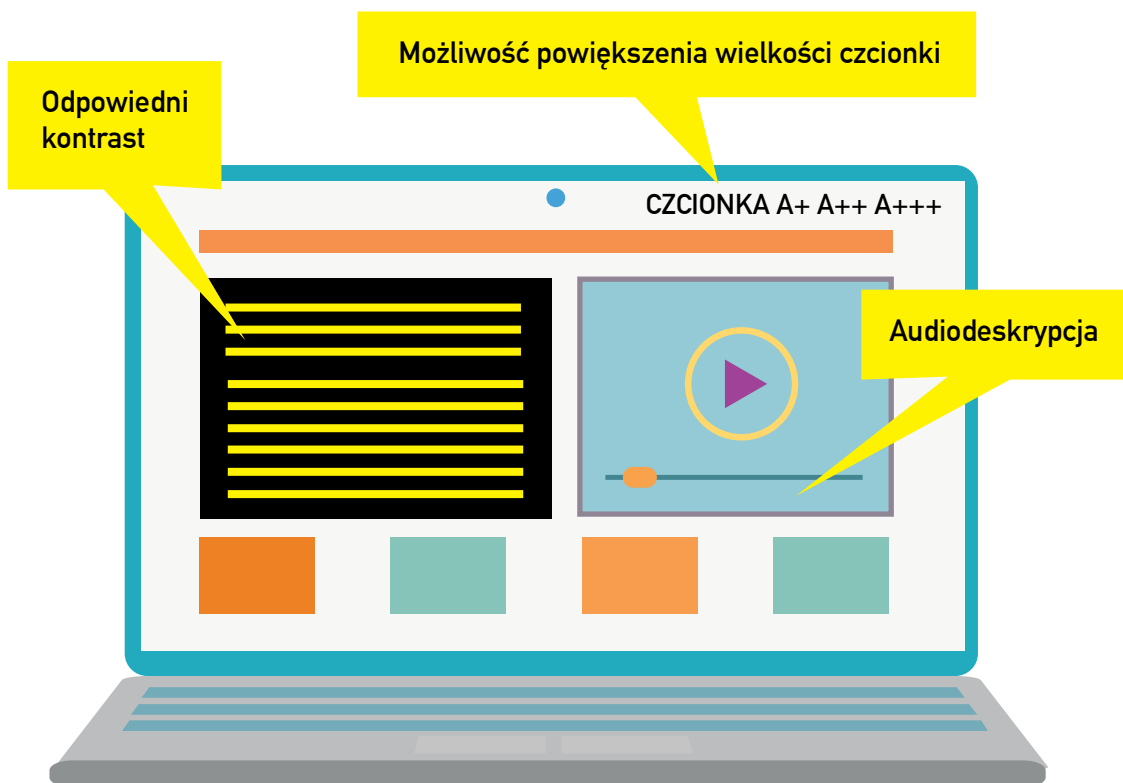 Możliwość powiększenia wielkości czcionki
Odpowiedni
kontrast
CZCIONKA A+ A++ A+++
Audiodeskrypcja